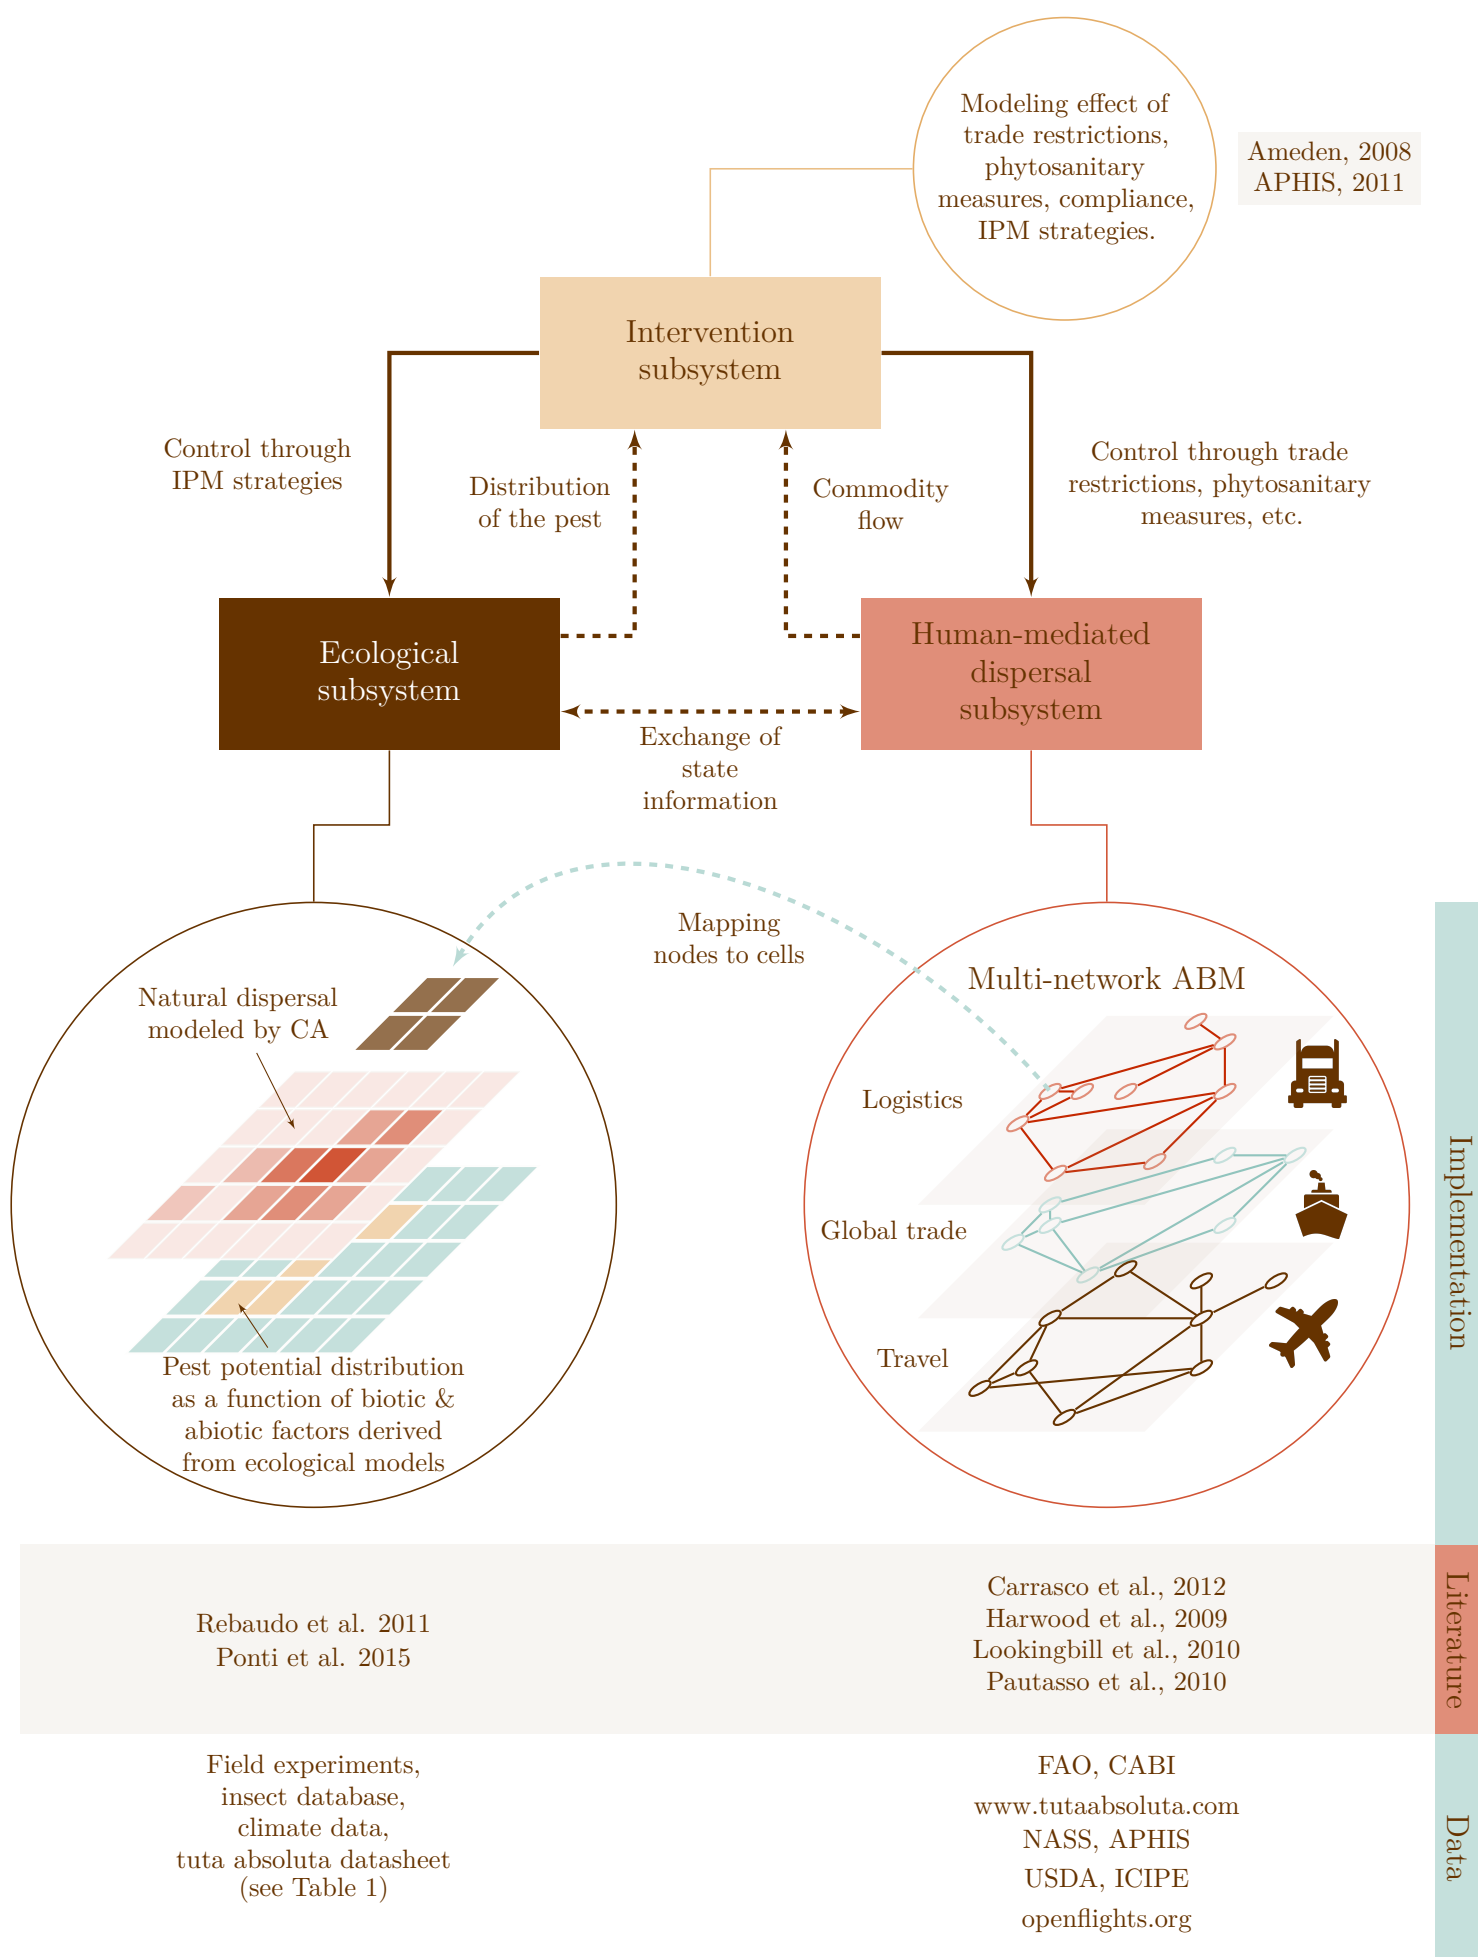 Modeling effect of
trade restrictions,
phytosanitary
measures, compliance,
IPM strategies.
Ameden, 2008
APHIS, 2011
Intervention
subsystem
Control through
IPM strategies
Distribution
of the pest
Commodity
flow
Control through trade
restrictions, phytosanitary
measures, etc.
Ecological
subsystem
Human-mediated
dispersal
subsystem
Exchange of
state
information
Mapping
nodes to cells
Natural dispersal
modeled by CA
Pest potential distribution
as a function of biotic &
abiotic factors derived
from ecological models
Multi-network ABM
Logistics
Global trade
Travel
Implementation
Rebaudo et al. 2011
Ponti et al. 2015
Carrasco et al., 2012
Harwood et al., 2009
Lookingbill et al., 2010
Pautasso et al., 2010
Literature
Field experiments,
insect database,
climate data,
tuta absoluta datasheet
(see Table 1)
FAO, CABI
www.tutaabsoluta.com
NASS, APHIS
USDA, ICIPE
openflights.org
Data